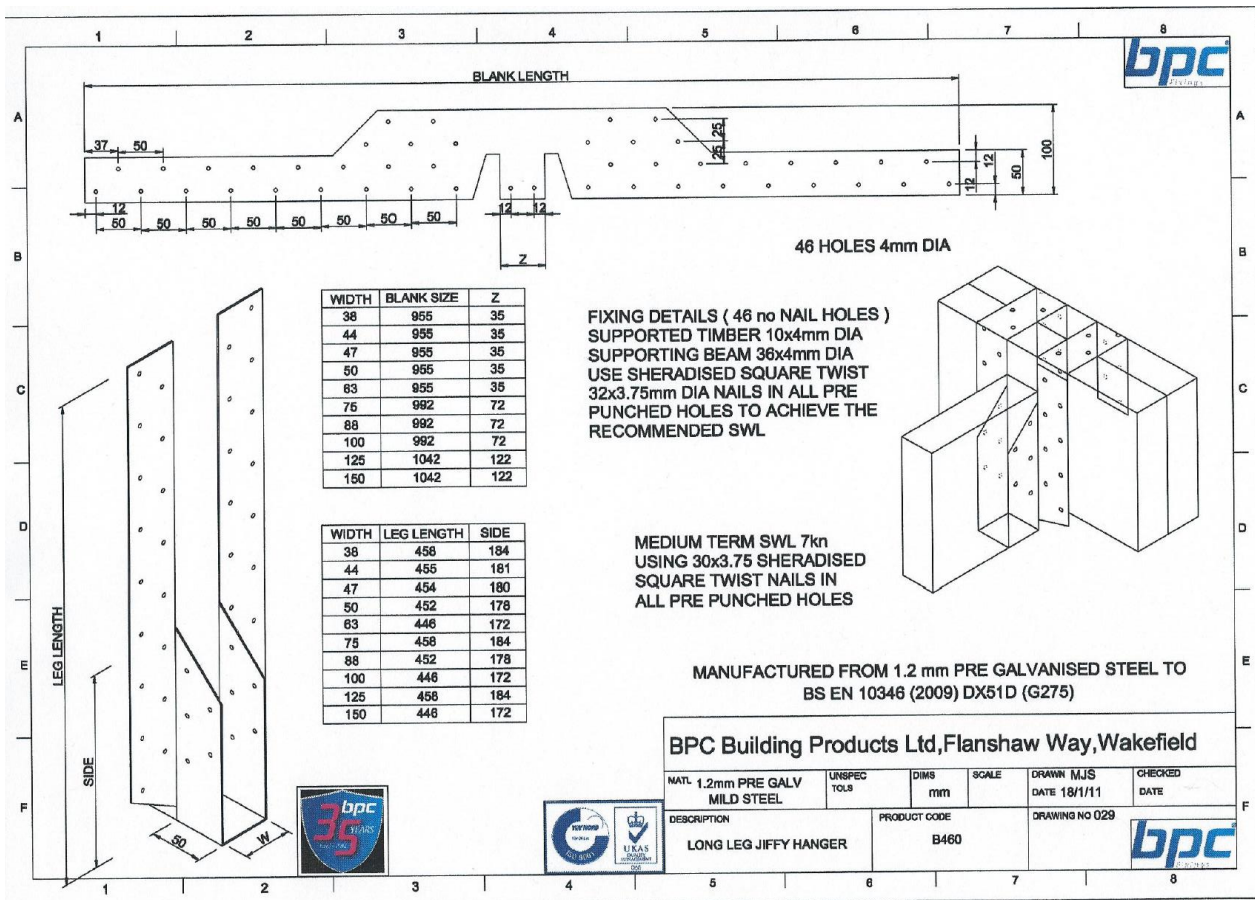 1 2 3 4 5 6 7 8
bpc
Fixings
BLANK LENGTH
A A
37 50
25
25
100
12
12
50
12
50 50 50 50 50 50 50 50
12 12
Z
B B
46 HOLES 4mm DIA
WIDTH BLANK SIZE Z
38 955 35
44 955 35
47 955 35
50 955 35
63 955 35
75 992 72
88 992 72
100 992 72
125 1042 122
150 1042 122
FIXING DETAILS ( 46 no NAIL HOLES )
SUPPORTED TIMBER 10x4mm DIA
SUPPORTING BEAM 36x4mm DIA
USE SHERADISED SQUARE TWIST
32x3.75mm DIA NAILS IN ALL PRE
PUNCHED HOLES TO ACHIEVE THE
RECOMMENDED SWL
C C
D D
WIDTH LEG LENGTH SIDE
38 458 184
44 455 181
47 454 180
50 452 178
63 446 172
75 458 184
88 452 178
100 446 172
125 458 184
150 446 172
MEDIUM TERM SWL 7kn
USING 30x3.75 SHERADISED
SQUARE TWIST NAILS IN
ALL PRE PUNCHED HOLES
LEG LENGTH
SIDE
50 W
E E
MANUFACTURED FROM 1.2 mm PRE GALVANISED STEEL TO
BS EN 10346 (2009) DX51D (G275)
BPC Building Products Ltd,Flanshaw Way,Wakefield
MATL 1.2mm PRE GALV
MILD STEEL
UNSPEC
TOLS
DIMS
mm
SCALE
DRAWN MJS
DATE 18/1/11
CHECKED
DATE
DESCRIPTION
LONG LEG JIFFY HANGER
PRODUCT CODE
B460
DRAWING NO 029
bpc
F F
bpc
35
YEARS
TUV NORD
ISO 9001
UKAS
QUALITY
MANAGEMENT
1 2 3 4 5 6 7 8